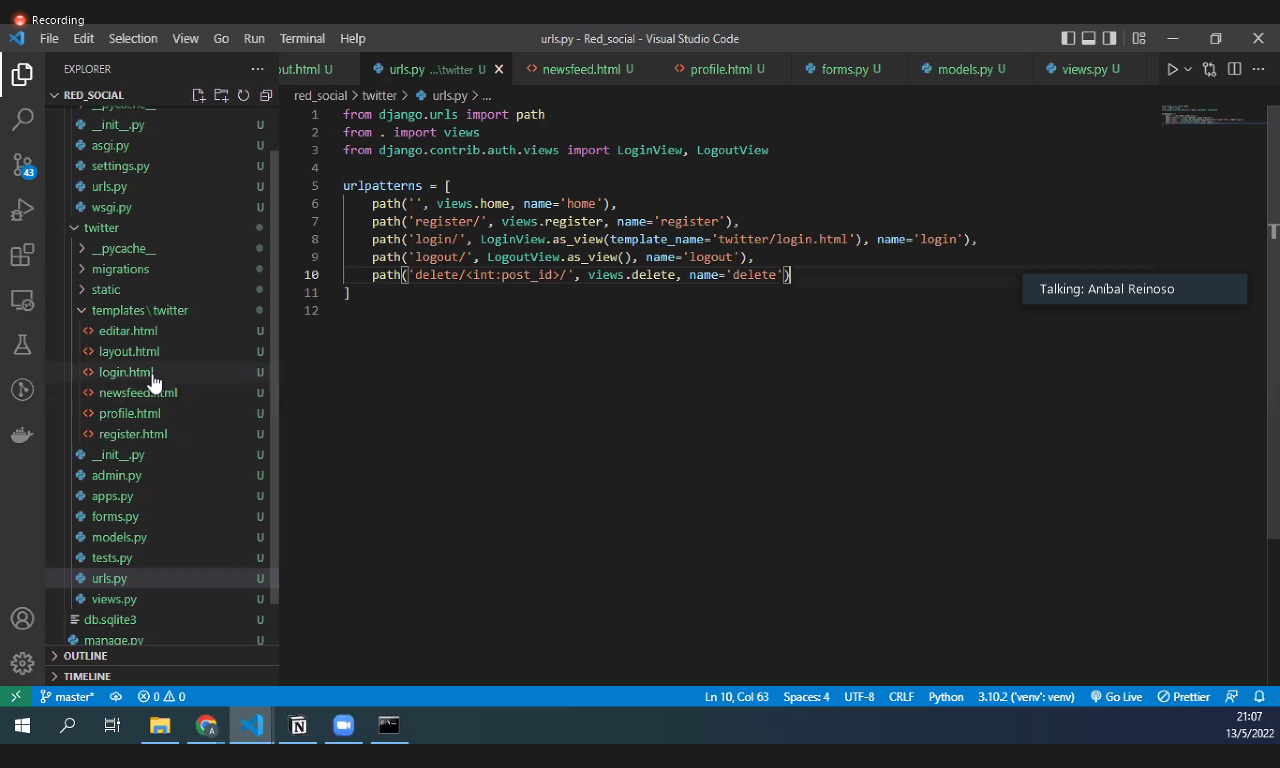 Recording
File Edit Selection View Go Run Terminal Help
urls.py - Red_social - Visual Studio Code
EXPLORER
out.html U
urls.py ...\twitter U
newsfeed.html U
profile.html U
forms.py U
models.py U
views.py U
RED_SOCIAL
red_social > twitter > urls.py > ...
__pycache__
__init__.py U
asgi.py U
settings.py U
urls.py U
wsgi.py U
twitter
__pycache__
migrations
static
templates\twitter
editar.html U
layout.html U
login.html U
newsfeed.html U
profile.html U
register.html U
__init__.py U
admin.py U
apps.py U
forms.py U
models.py U
tests.py U
urls.py U
views.py U
db.sqlite3 U
manage.py U
OUTLINE
TIMELINE
1 from django.urls import path
2 from . import views
3 from django.contrib.auth.views import LoginView, LogoutView
4
5 urlpatterns = [
6 path('', views.home, name='home'),
7 path('register/', views.register, name='register'),
8 path('login/', LoginView.as_view(template_name='twitter/login.html'), name='login'),
9 path('logout/', LogoutView.as_view(), name='logout'),
10 path('delete/<int:post_id>/', views.delete, name='delete')
11 ]
12
Talking: Aníbal Reinoso
43
master* 0 0 Ln 10, Col 63 Spaces: 4 UTF-8 CRLF Python 3.10.2 ('venv': venv) Go Live Prettier
21:07
13/5/2022